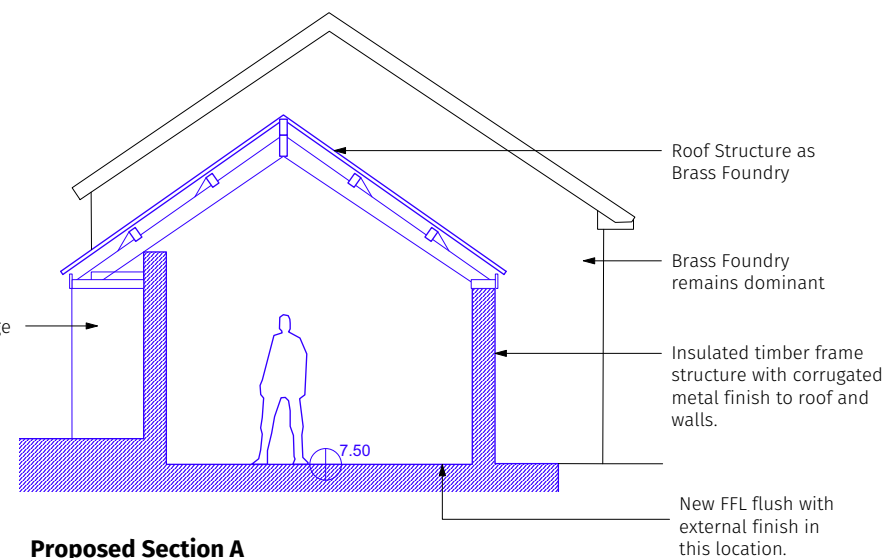 Roof Structure as
Brass Foundry
Brass Foundry
remains dominant
Insulated timber frame
structure with corrugated
metal finish to roof and
walls.
7.50
New FFL flush with
external finish in
this location.
Proposed Section A